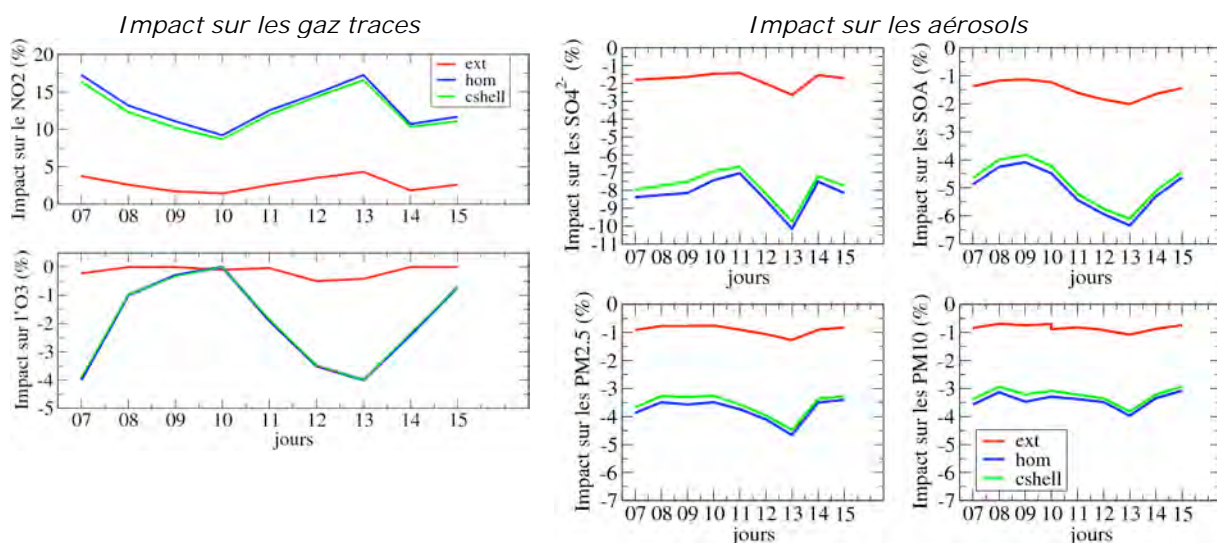 Impact sur les gaz traces
Impact sur les aérosols
Impact sur le NO2 (%)
20
15
10
5
0
ext
hom
cshell
07 08 09 10 11 12 13 14 15
Impact sur l'O3 (%)
0
-1
-2
-3
-4
-5
07 08 09 10 11 12 13 14 15
jours
Impact sur les SO4²⁻ (%)
0
-1
-2
-3
-4
-5
-6
-7
-8
-9
-10
-11
07 08 09 10 11 12 13 14 15
jours
Impact sur les SOA (%)
0
-1
-2
-3
-4
-5
-6
-7
07 08 09 10 11 12 13 14 15
jours
Impact sur les PM2.5 (%)
0
-1
-2
-3
-4
-5
-6
-7
07 08 09 10 11 12 13 14 15
jours
Impact sur les PM10 (%)
0
-1
-2
-3
-4
-5
-6
-7
ext
hom
cshell
07 08 09 10 11 12 13 14 15
jours